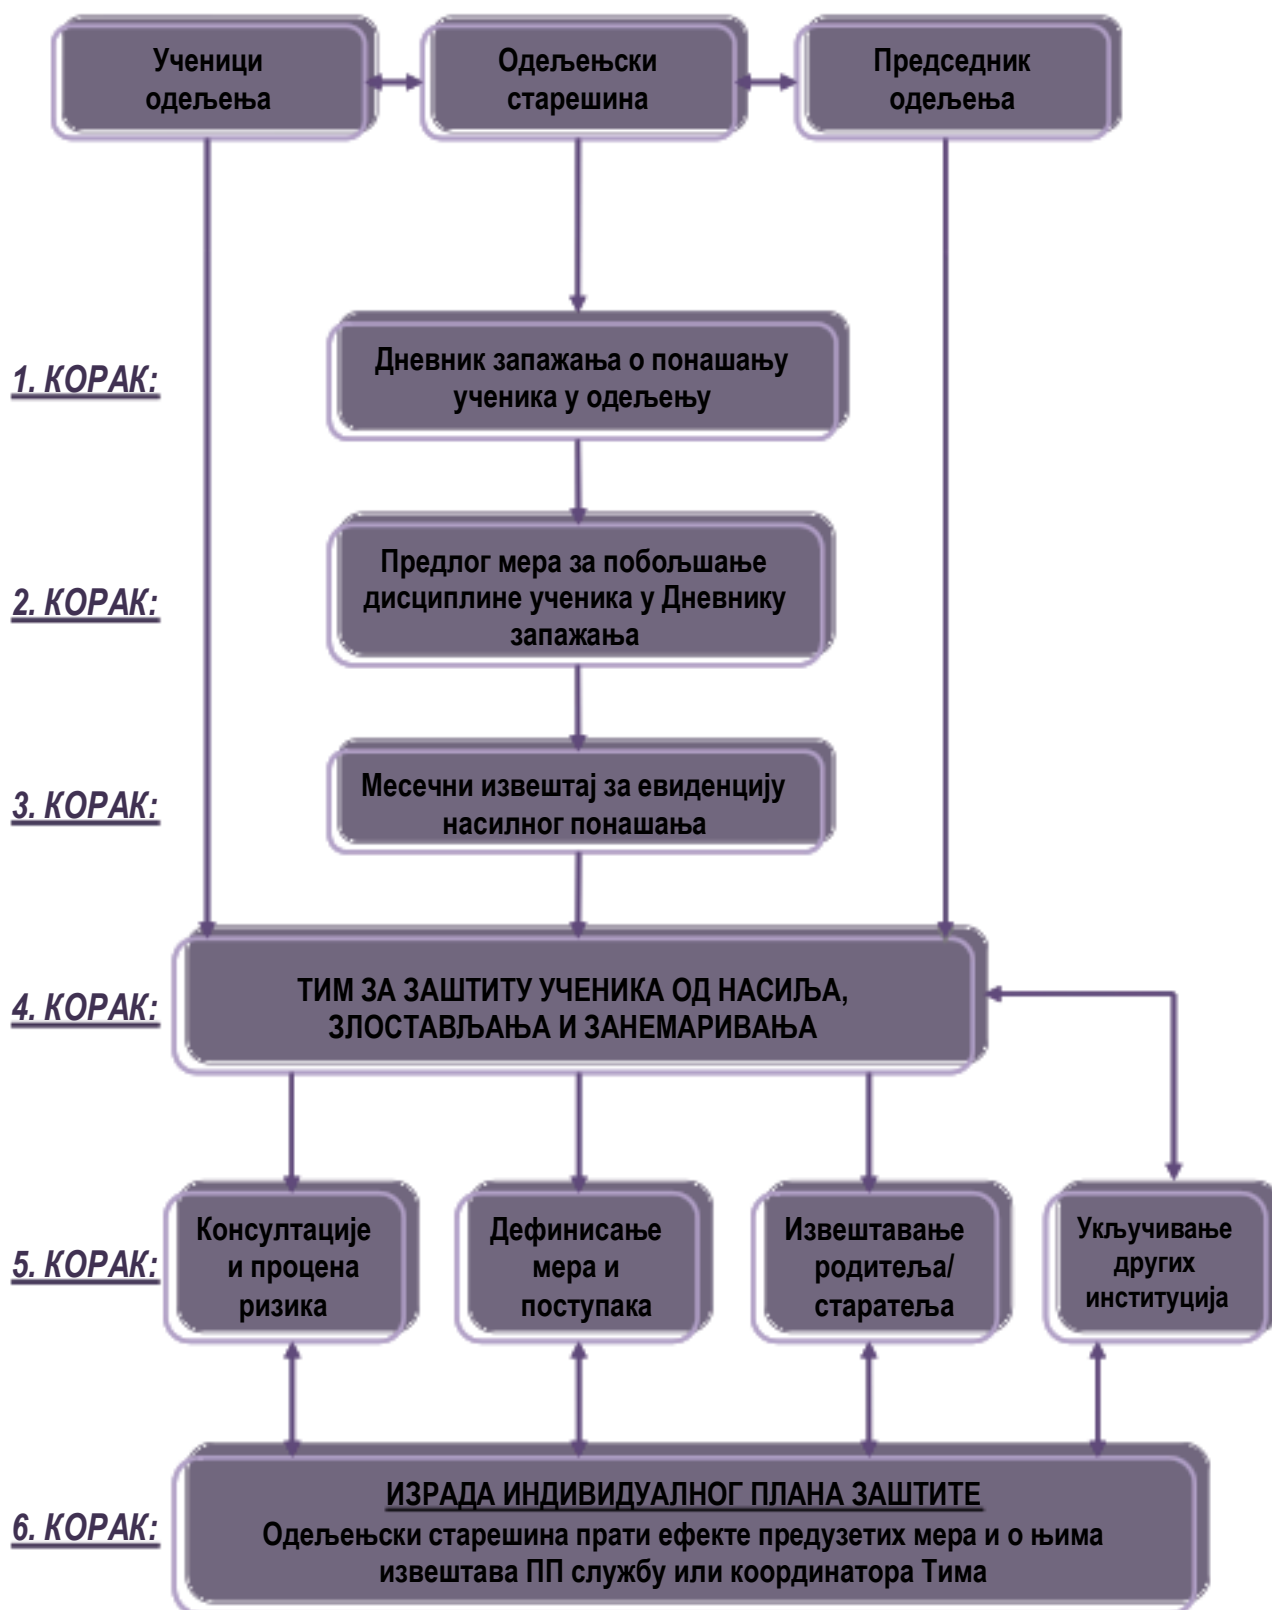 Ученици
одељења
Одељењски
старешина
Председник
одељења
1. КОРАК:
Дневник запажања о понашању
ученика у одељењу
2. КОРАК:
Предлог мера за побољшање
дисциплине ученика у Дневнику
запажања
3. КОРАК:
Месечни извештај за евиденцију
насилног понашања
4. КОРАК:
ТИМ ЗА ЗАШТИТУ УЧЕНИКА ОД НАСИЉА,
ЗЛОСТАВЉАЊА И ЗАНЕМАРИВАЊА
5. КОРАК:
Консултације
и процена
ризика
Дефинисање
мера и
поступака
Извештавање
родитеља/
старатеља
Укључивање
других
институција
6. КОРАК:
ИЗРАДА ИНДИВИДУАЛНОГ ПЛАНА ЗАШТИТЕ
Одељењски старешина прати ефекте предузетих мера и о њима
извештава ПП службу или координатора Тима